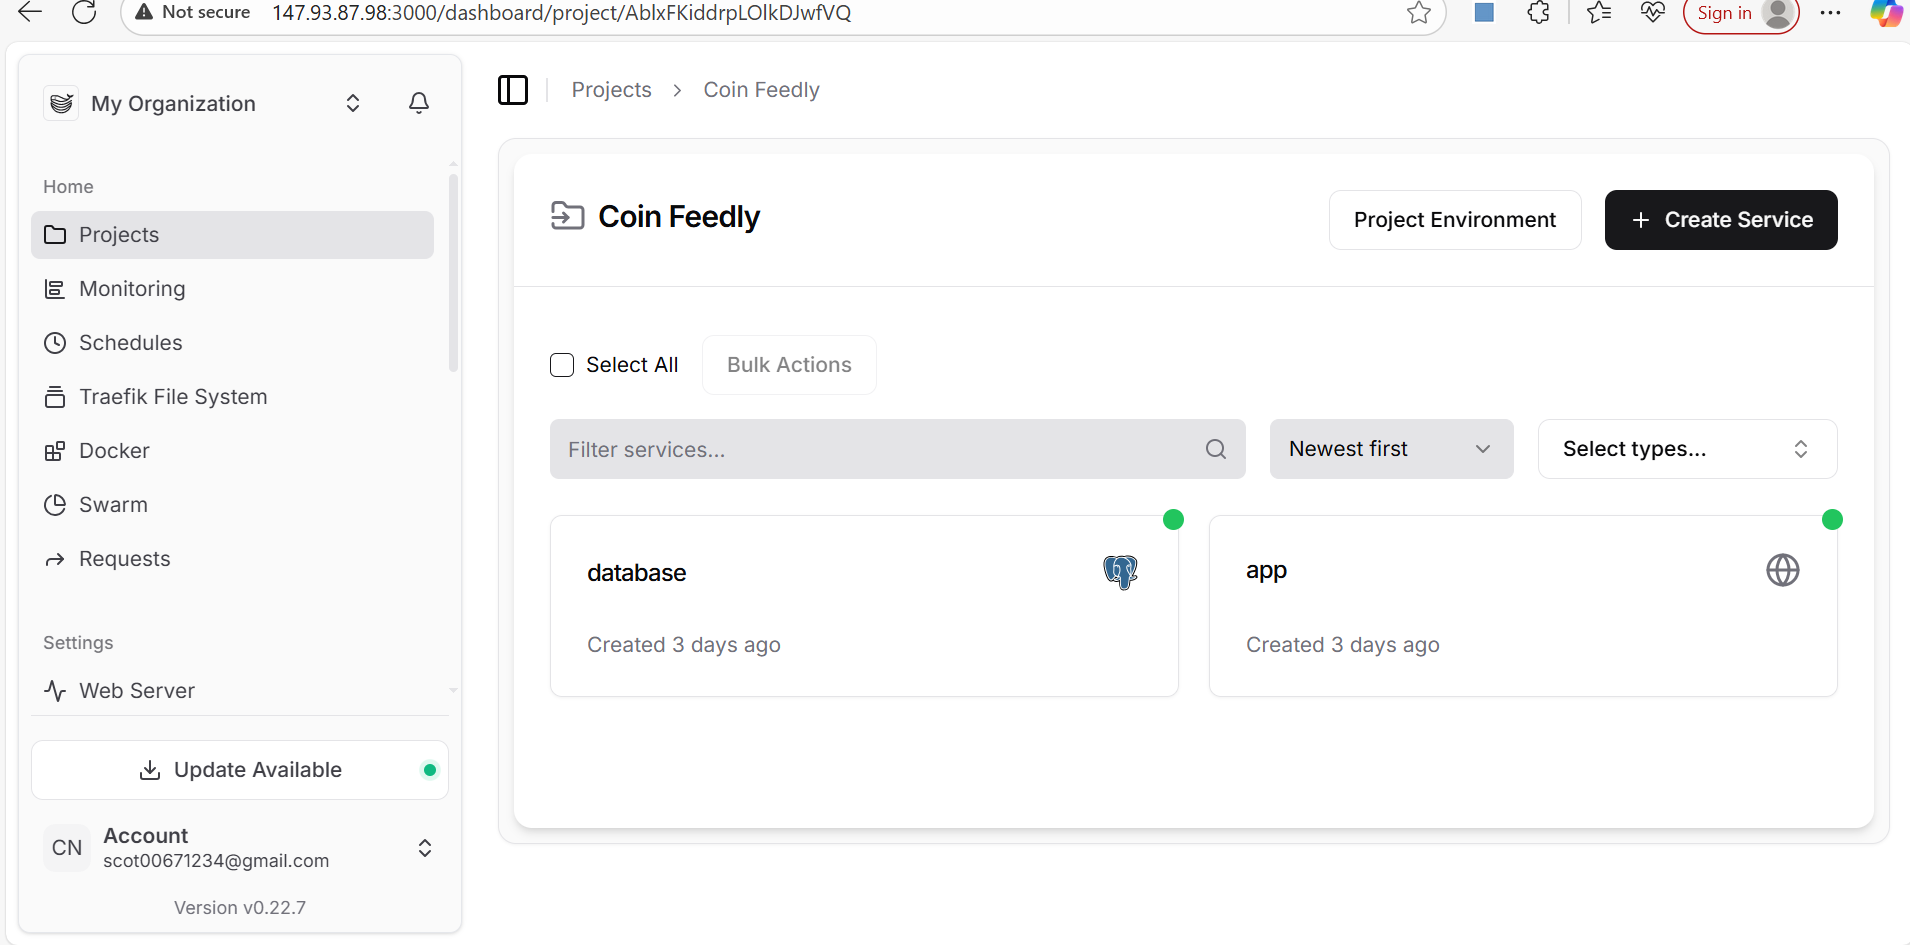 Not secure 147.93.87.98:3000/dashboard/project/AblxFKiddrpLOlkDJwfVQ
Sign in
My Organization
Home
Projects
Monitoring
Schedules
Traefik File System
Docker
Swarm
Requests
Settings
Web Server
Update Available
CN
Account
scot00671234@gmail.com
Version v0.22.7
Projects > Coin Feedly
Coin Feedly
Project Environment
+ Create Service
Select All
Bulk Actions
Filter services...
Newest first
Select types...
database
Created 3 days ago
app
Created 3 days ago